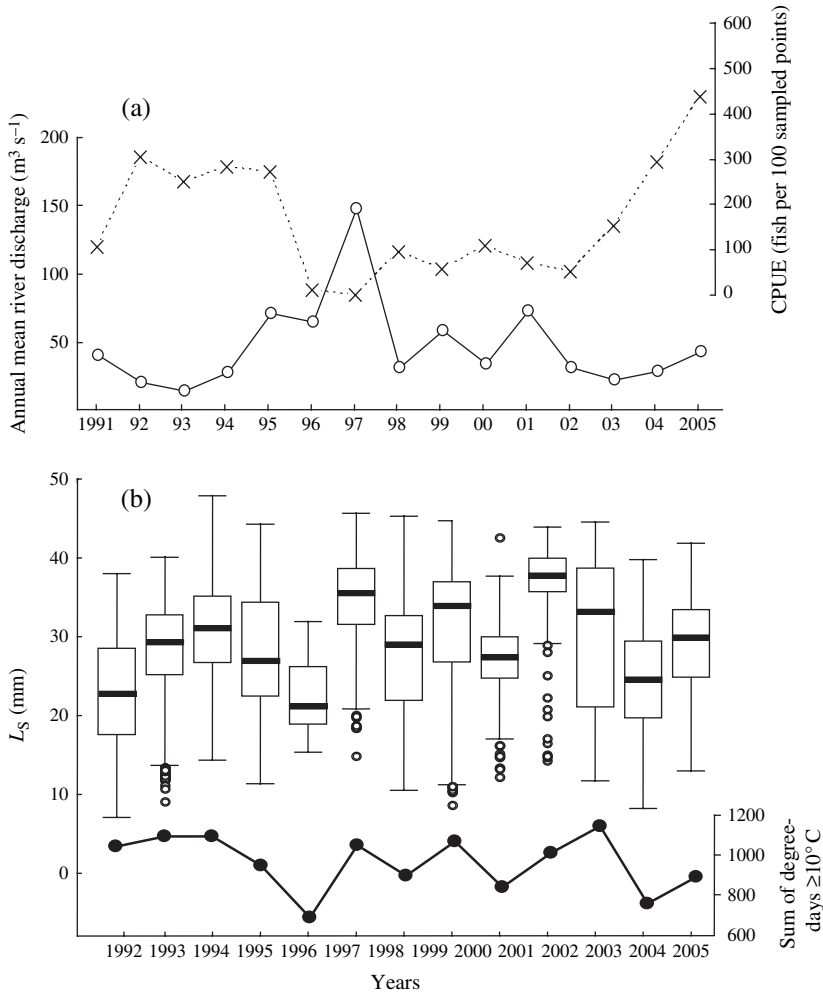 (a)
Annual mean river discharge (m³ s⁻¹)
200
150
100
50
600
500
400
300
200
100
0
CPUE (fish per 100 sampled points)
1991 92 93 94 95 96 97 98 99 00 01 02 03 04 2005
(b)
L_S (mm)
50
40
30
20
10
0
1200
1000
800
600
Sum of degree-
days ≥10° C
1992 1993 1994 1995 1996 1997 1998 1999 2000 2001 2002 2003 2004 2005
Years